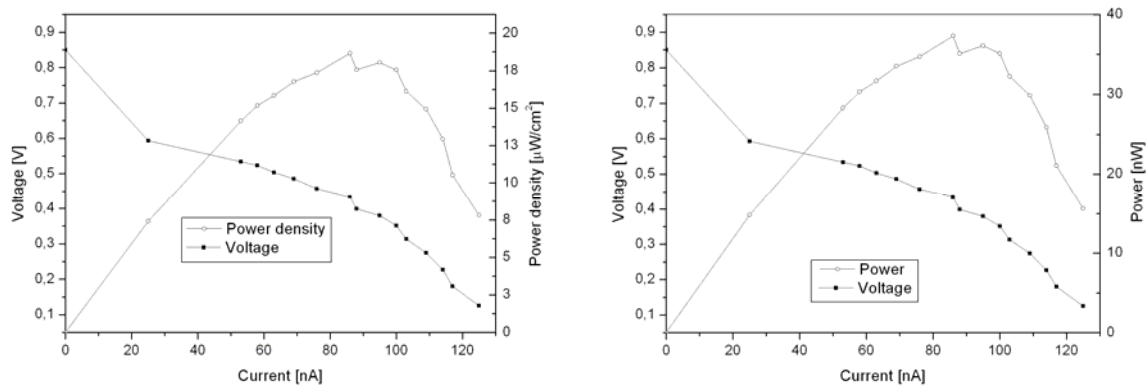 0,9
0,8
0,7
0,6
0,5
0,4
0,3
0,2
0,1
Voltage [V]
20
18
15
13
10
8
5
3
0
Power density [µW/cm²]
Power density
Voltage
0 20 40 60 80 100 120
Current [nA]
0,9
0,8
0,7
0,6
0,5
0,4
0,3
0,2
0,1
Voltage [V]
40
30
20
10
0
Power [nW]
Power
Voltage
0 20 40 60 80 100 120
Current [nA]